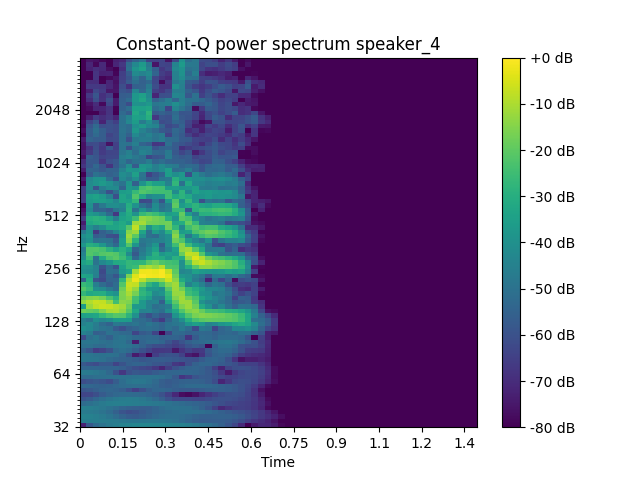 Constant-Q power spectrum speaker_4
Hz
2048
1024
512
256
128
64
32
0 0.15 0.3 0.45 0.6 0.75 0.9 1.1 1.2 1.4
Time
+0 dB
-10 dB
-20 dB
-30 dB
-40 dB
-50 dB
-60 dB
-70 dB
-80 dB